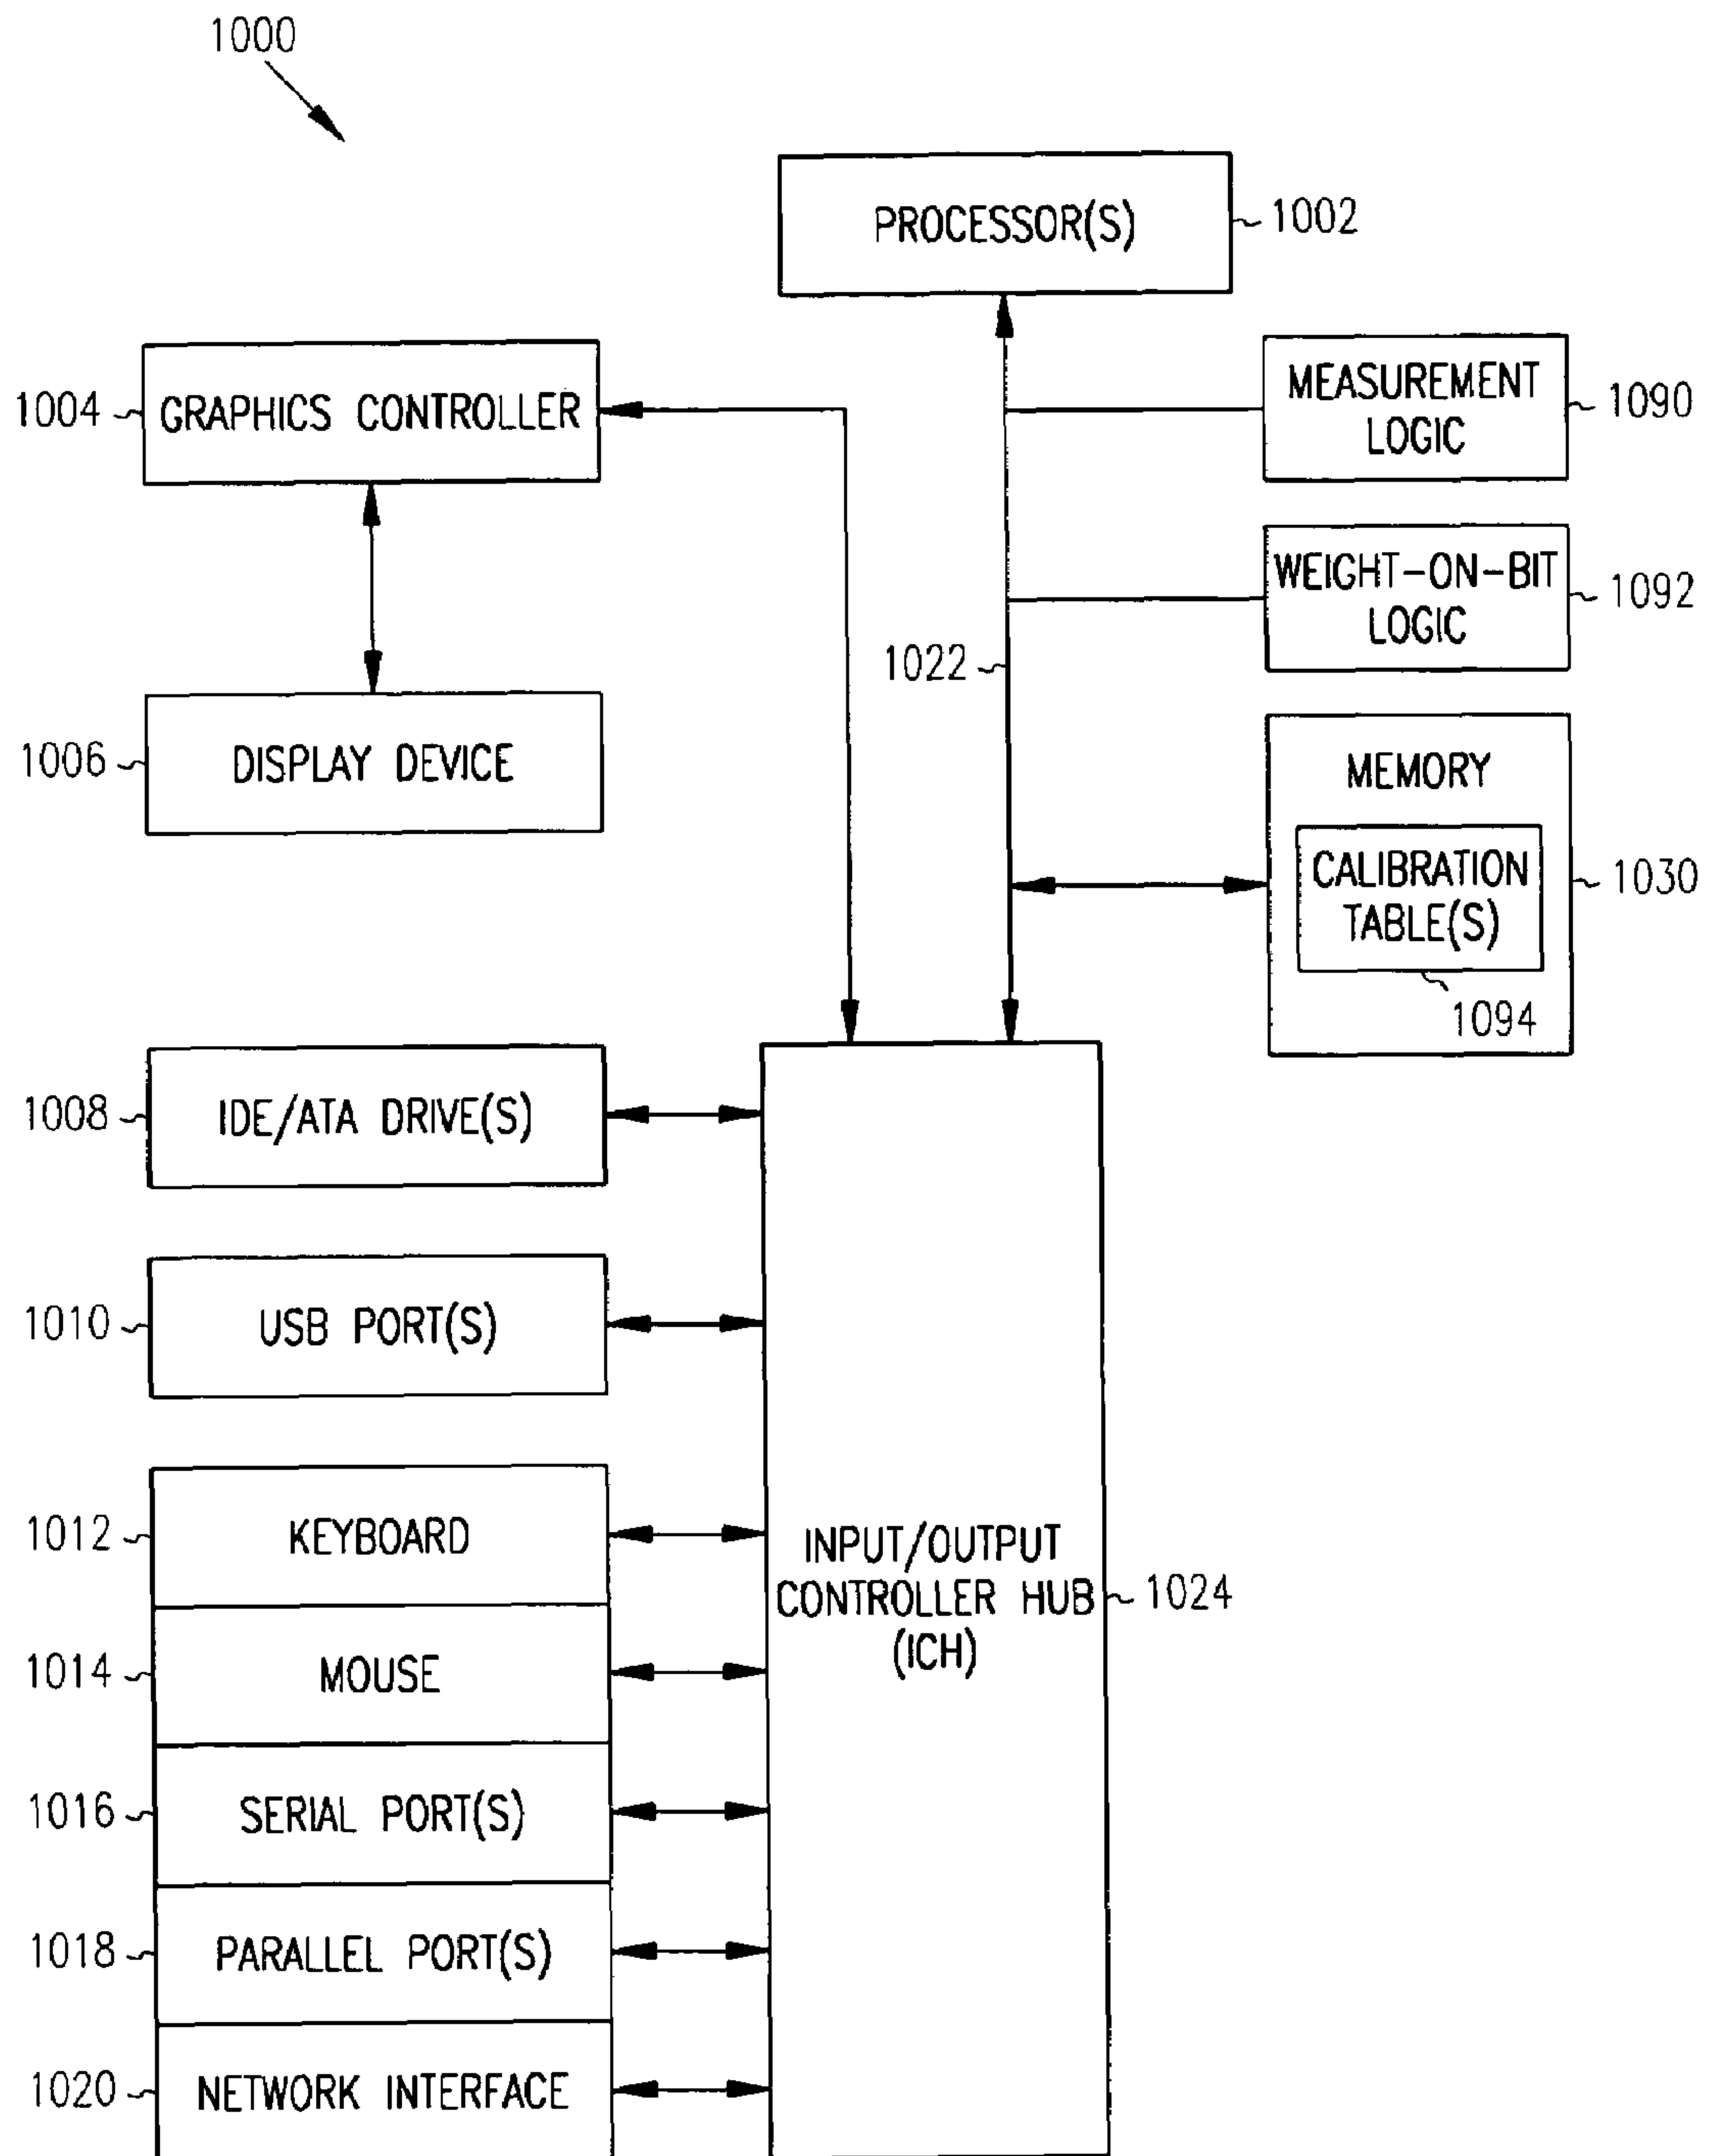 1000
PROCESSOR(S)
1002
1004
GRAPHICS CONTROLLER
MEASUREMENT
LOGIC
1090
WEIGHT-ON-BIT
LOGIC
1092
1022
1006
DISPLAY DEVICE
MEMORY
CALIBRATION
TABLE(S)
1030
1094
1008
IDE/ATA DRIVE(S)
1010
USB PORT(S)
1012
KEYBOARD
INPUT/OUTPUT
CONTROLLER HUB
(ICH)
1024
1014
MOUSE
1016
SERIAL PORT(S)
1018
PARALLEL PORT(S)
1020
NETWORK INTERFACE